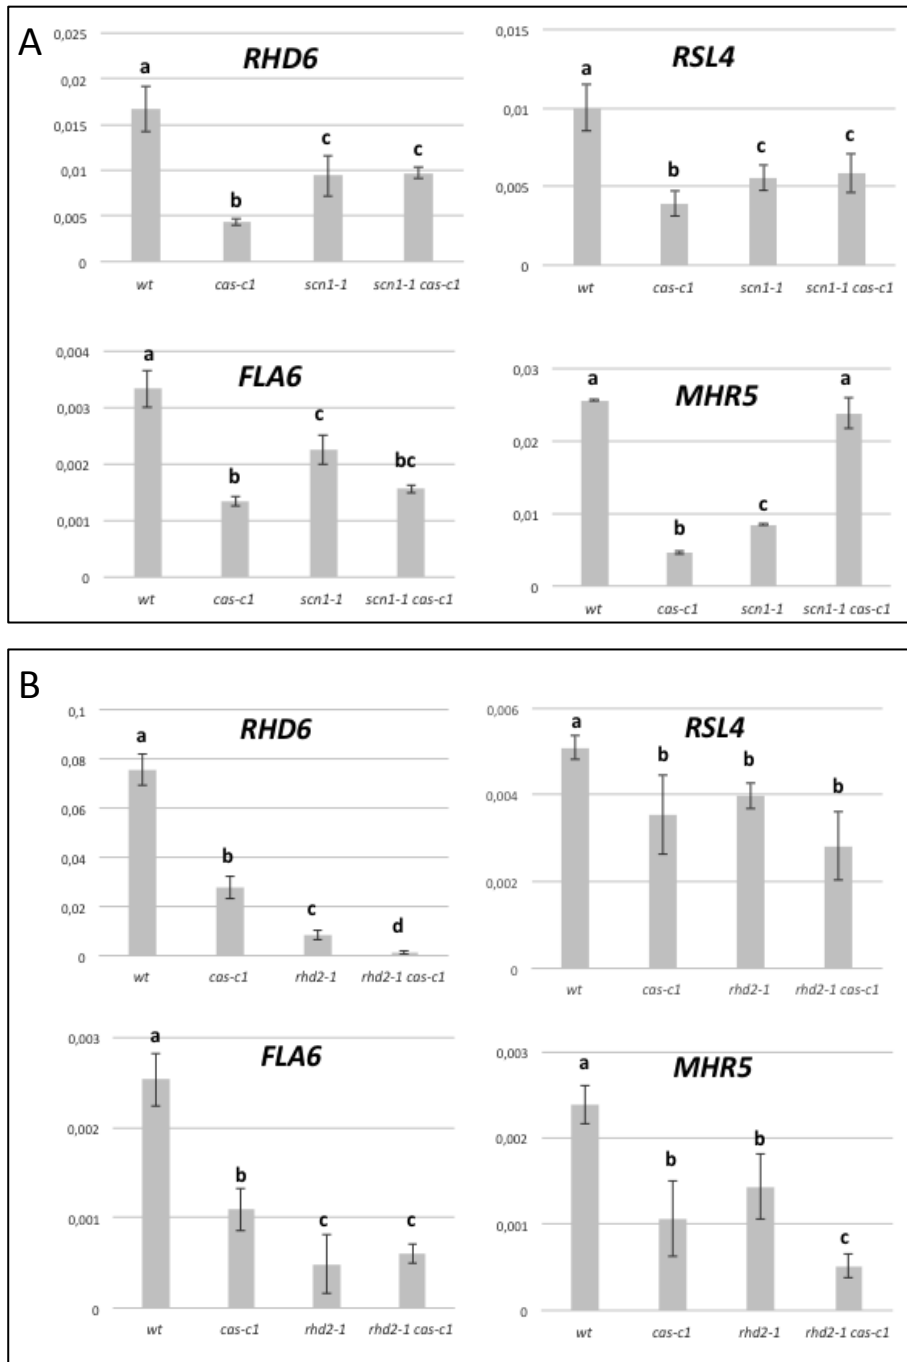 A
RHD6
0,025
0,02
0,015
0,01
0,005
0
a
b
c
c
wt
cas-c1
scn1-1
scn1-1 cas-c1
RSL4
0,015
0,01
0,005
0
a
b
c
c
wt
cas-c1
scn1-1
scn1-1 cas-c1
FLA6
0,004
0,003
0,002
0,001
0
a
b
c
bc
wt
cas-c1
scn1-1
scn1-1 cas-c1
MHR5
0,03
0,02
0,01
0
a
b
c
a
wt
cas-c1
scn1-1
scn1-1 cas-c1
B
RHD6
0,1
0,08
0,06
0,04
0,02
0
a
b
c
d
wt
cas-c1
rhd2-1
rhd2-1 cas-c1
RSL4
0,006
0,004
0,002
0
a
b
b
b
wt
cas-c1
rhd2-1
rhd2-1 cas-c1
FLA6
0,003
0,002
0,001
0
a
b
c
c
wt
cas-c1
rhd2-1
rhd2-1 cas-c1
MHR5
0,003
0,002
0,001
0
a
b
b
c
wt
cas-c1
rhd2-1
rhd2-1 cas-c1